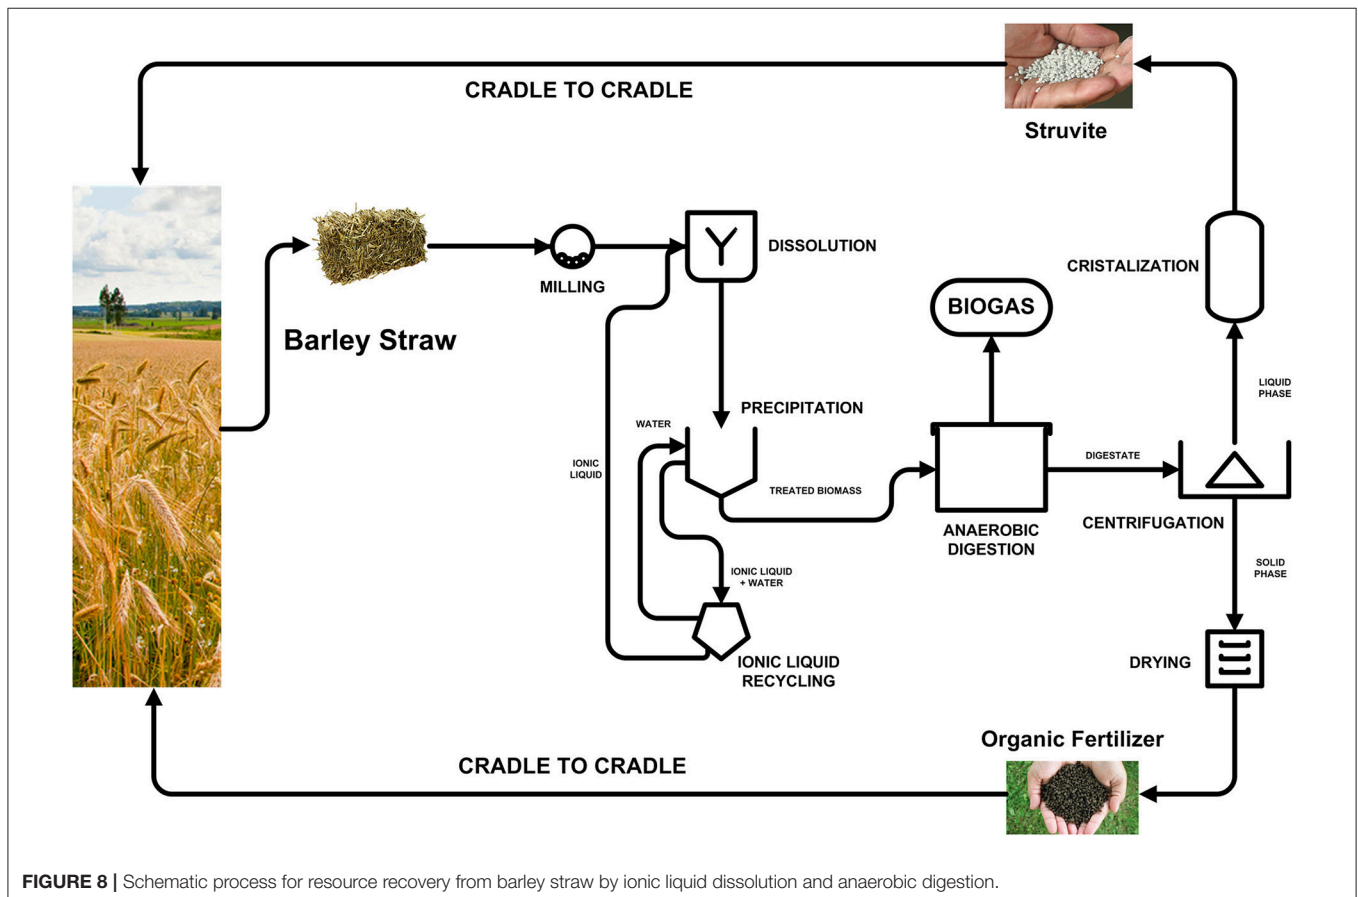 CRADLE TO CRADLE
Struvite
DISSOLUTION
CRISTALIZATION
MILLING
BIOGAS
Barley Straw
LIQUID
PHASE
PRECIPITATION
WATER
IONIC
LIQUID
DIGESTATE
TREATED BIOMASS
CENTRIFUGATION
ANAEROBIC
DIGESTION
SOLID
PHASE
IONIC LIQUID
+ WATER
IONIC LIQUID
RECYCLING
DRYING
Organic Fertilizer
CRADLE TO CRADLE
FIGURE 8 | Schematic process for resource recovery from barley straw by ionic liquid dissolution and anaerobic digestion.